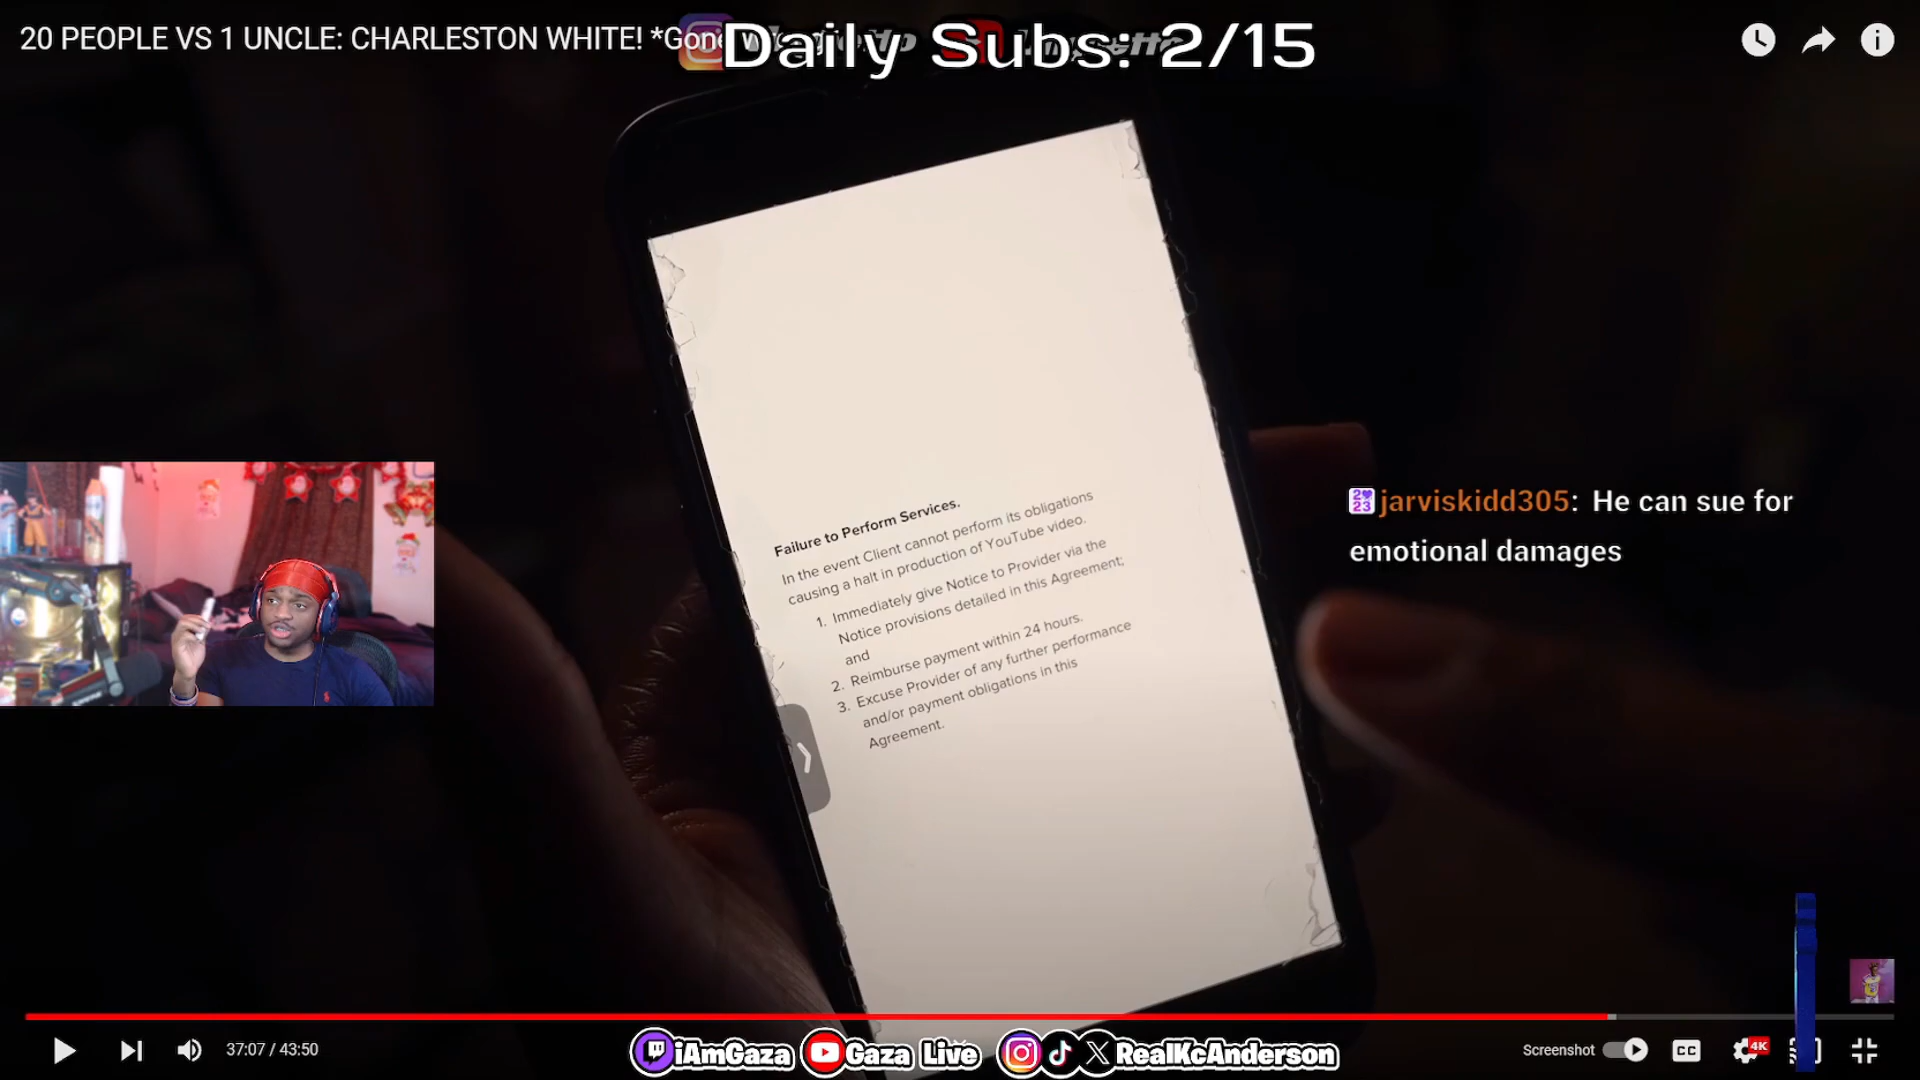 20 PEOPLE VS 1 UNCLE: CHARLESTON WHITE! *Gone
Daily Subs: 2/15
Failure to Perform Services.
In the event Client cannot perform its obligations
causing a halt in production of YouTube video.
1. Immediately give Notice to Provider via the
Notice provisions detailed in this Agreement;
and
2. Reimburse payment within 24 hours.
3. Excuse Provider of any further performance
and/or payment obligations in this
Agreement.
jarviskidd305: He can sue for
emotional damages
37:07 / 43:50
iAmGaza
Gaza Live
RealKcAnderson
Screenshot
CC
4K